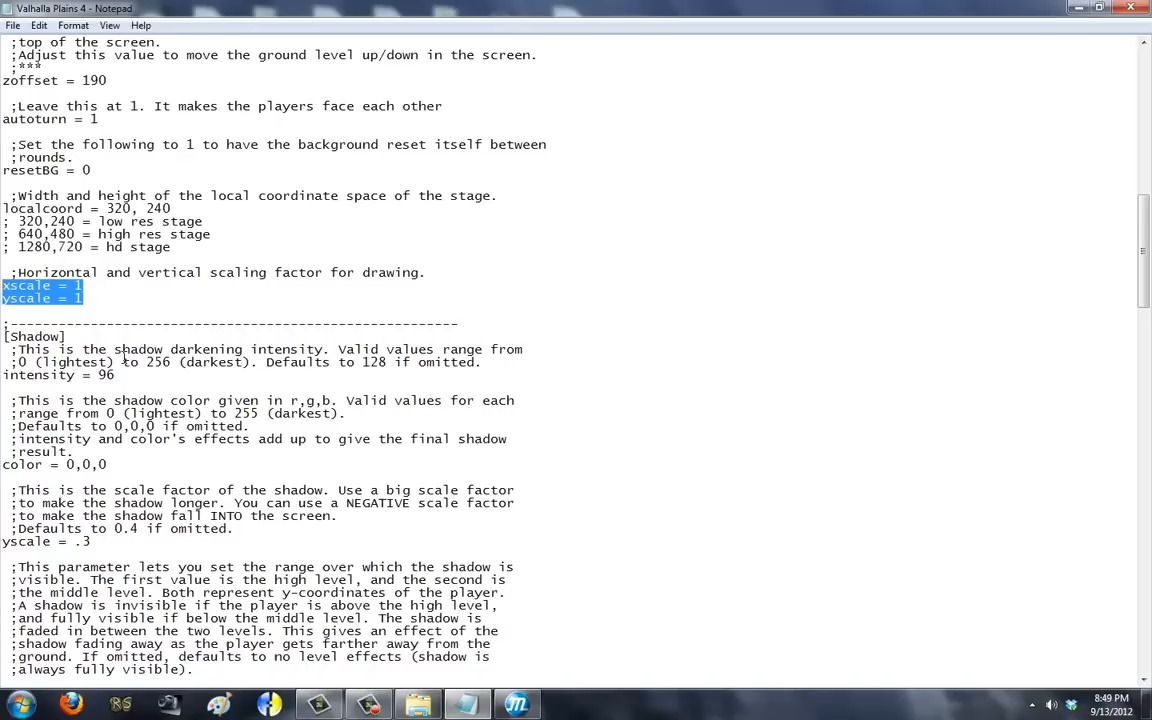 Valhalla Plains 4 - Notepad
File Edit Format View Help
;top of the screen.
;Adjust this value to move the ground level up/down in the screen.
;***
zoffset = 190
;Leave this at 1. It makes the players face each other
autoturn = 1
;Set the following to 1 to have the background reset itself between
;rounds.
resetBG = 0
;Width and height of the local coordinate space of the stage.
localcoord = 320, 240
; 320,240 = low res stage
; 640,480 = high res stage
; 1280,720 = hd stage
;Horizontal and vertical scaling factor for drawing.
xscale = 1
yscale = 1
;--------------------------------------------------------
[Shadow]
;This is the shadow darkening intensity. Valid values range from
;0 (lightest) to 256 (darkest). Defaults to 128 if omitted.
intensity = 96
;This is the shadow color given in r,g,b. Valid values for each
;range from 0 (lightest) to 255 (darkest).
;Defaults to 0,0,0 if omitted.
;intensity and color's effects add up to give the final shadow
;result.
color = 0,0,0
;This is the scale factor of the shadow. Use a big scale factor
;to make the shadow longer. You can use a NEGATIVE scale factor
;to make the shadow fall INTO the screen.
;Defaults to 0.4 if omitted.
yscale = .3
;This parameter lets you set the range over which the shadow is
;visible. The first value is the high level, and the second is
;the middle level. Both represent y-coordinates of the player.
;A shadow is invisible if the player is above the high level,
;and fully visible if below the middle level. The shadow is
;faded in between the two levels. This gives an effect of the
;shadow fading away as the player gets farther away from the
;ground. If omitted, defaults to no level effects (shadow is
;always fully visible).
RS
8:49 PM
9/13/2012